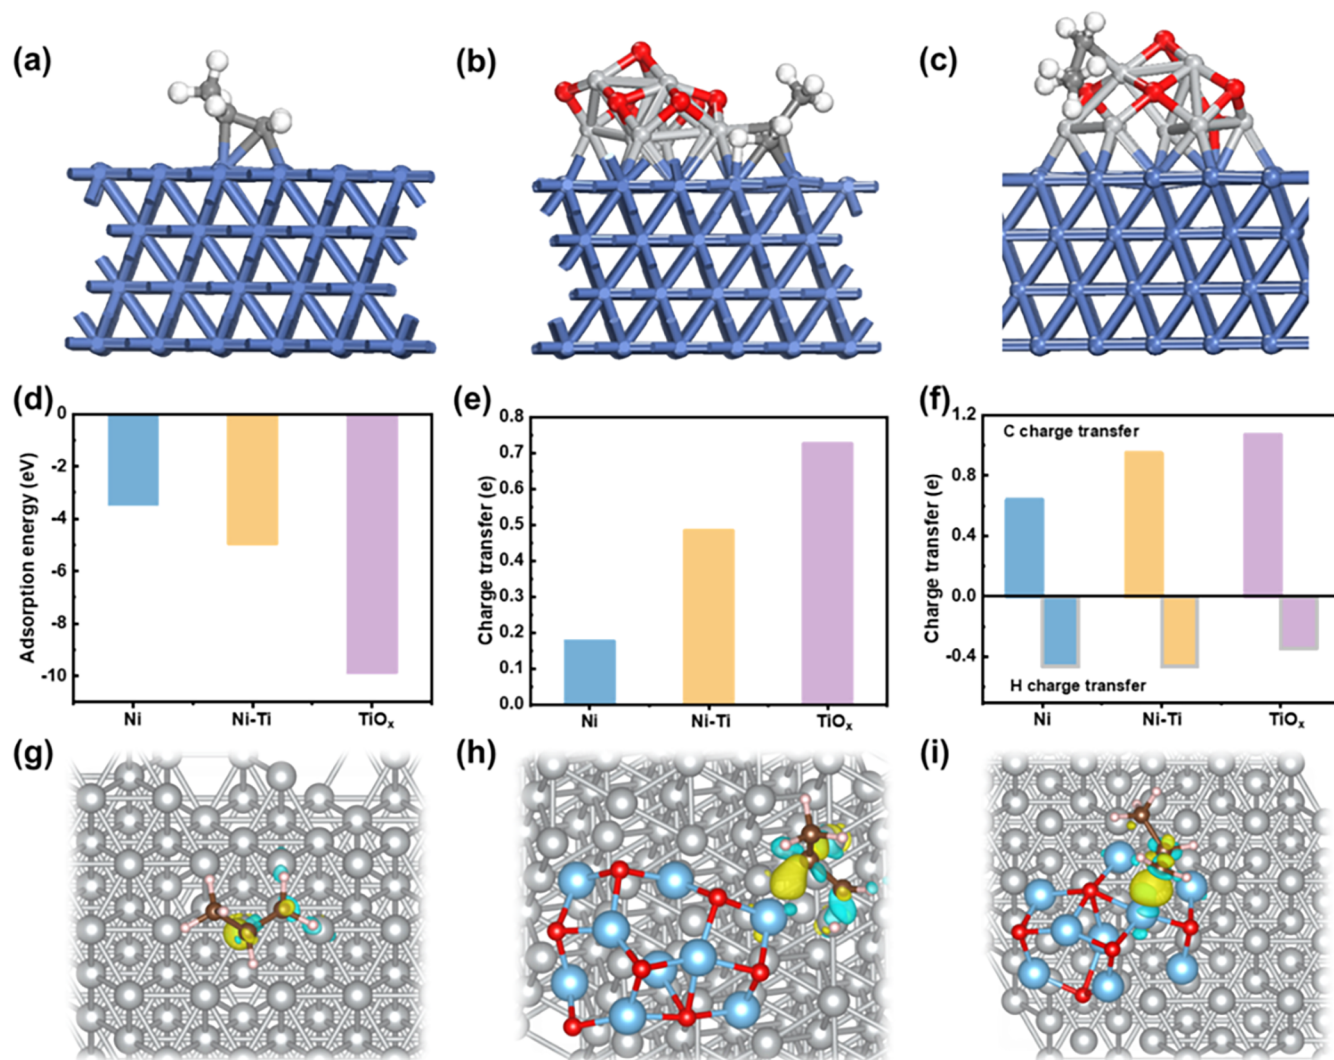 (a)
(b)
(c)
(d)
Adsorption energy (eV)
0
-2
-4
-6
-8
-10
Ni
Ni-Ti
TiOₓ
(e)
Charge transfer (e)
0.8
0.7
0.6
0.5
0.4
0.3
0.2
0.1
0.0
Ni
Ni-Ti
TiOₓ
(f)
Charge transfer (e)
1.2
0.8
0.4
0.0
-0.4
C charge transfer
H charge transfer
Ni
Ni-Ti
TiOₓ
(g)
(h)
(i)